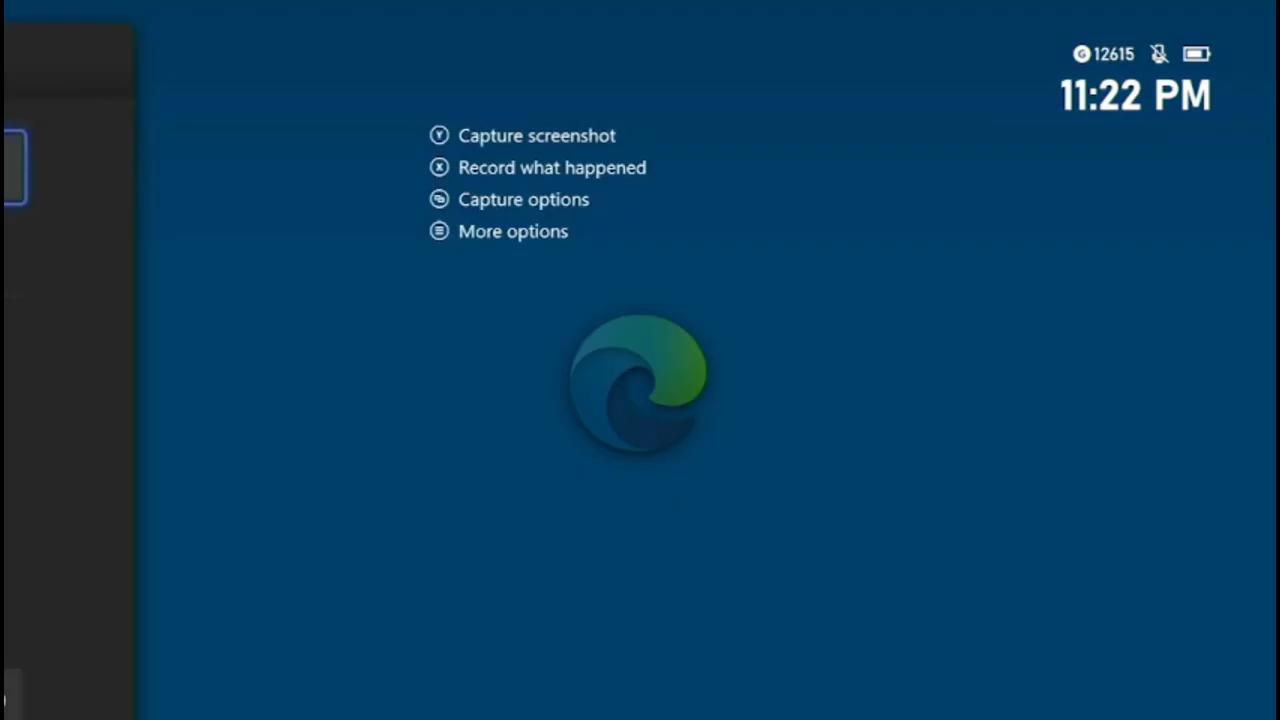 G 12615
11:22 PM
Y Capture screenshot
X Record what happened
Capture options
More options